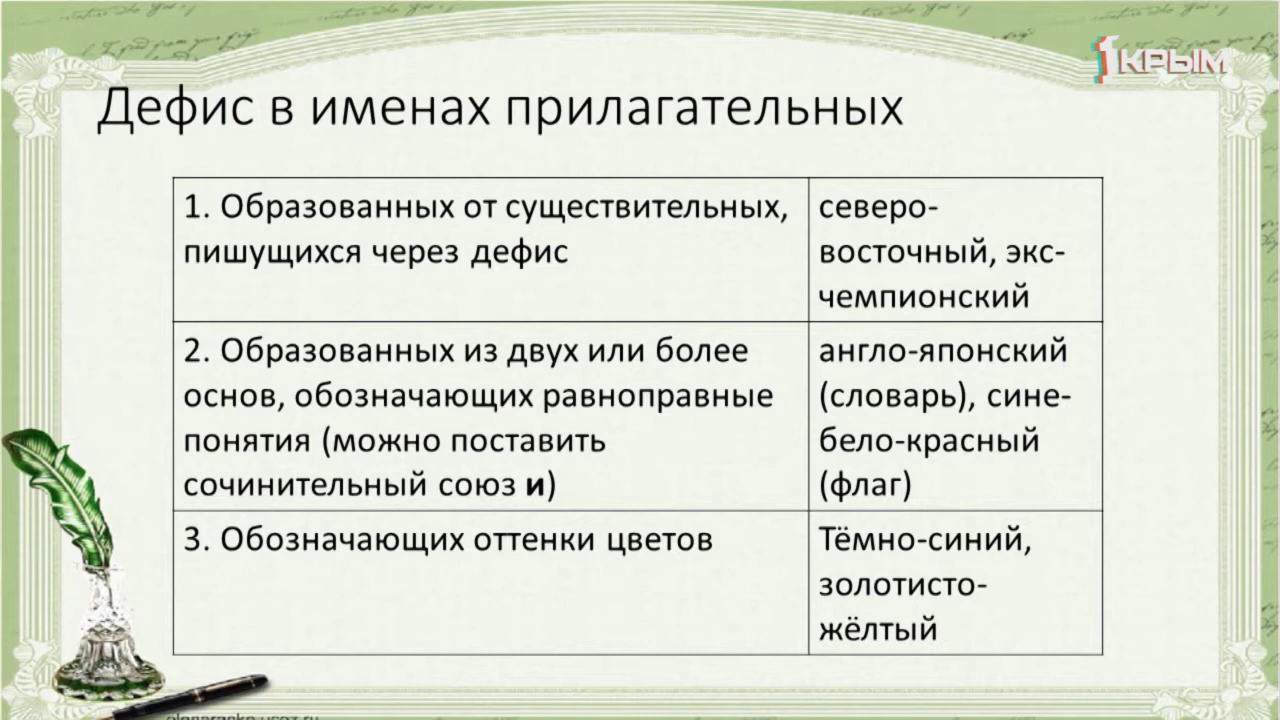 1КРЫМ
Дефис в именах прилагательных
1. Образованных от существительных,
пишущихся через дефис
северо-
восточный, экс-
чемпионский
2. Образованных из двух или более
основ, обозначающих равноправные
понятия (можно поставить
сочинительный союз и)
англо-японский
(словарь), сине-
бело-красный
(флаг)
3. Обозначающих оттенки цветов
Тёмно-синий,
золотисто-
жёлтый